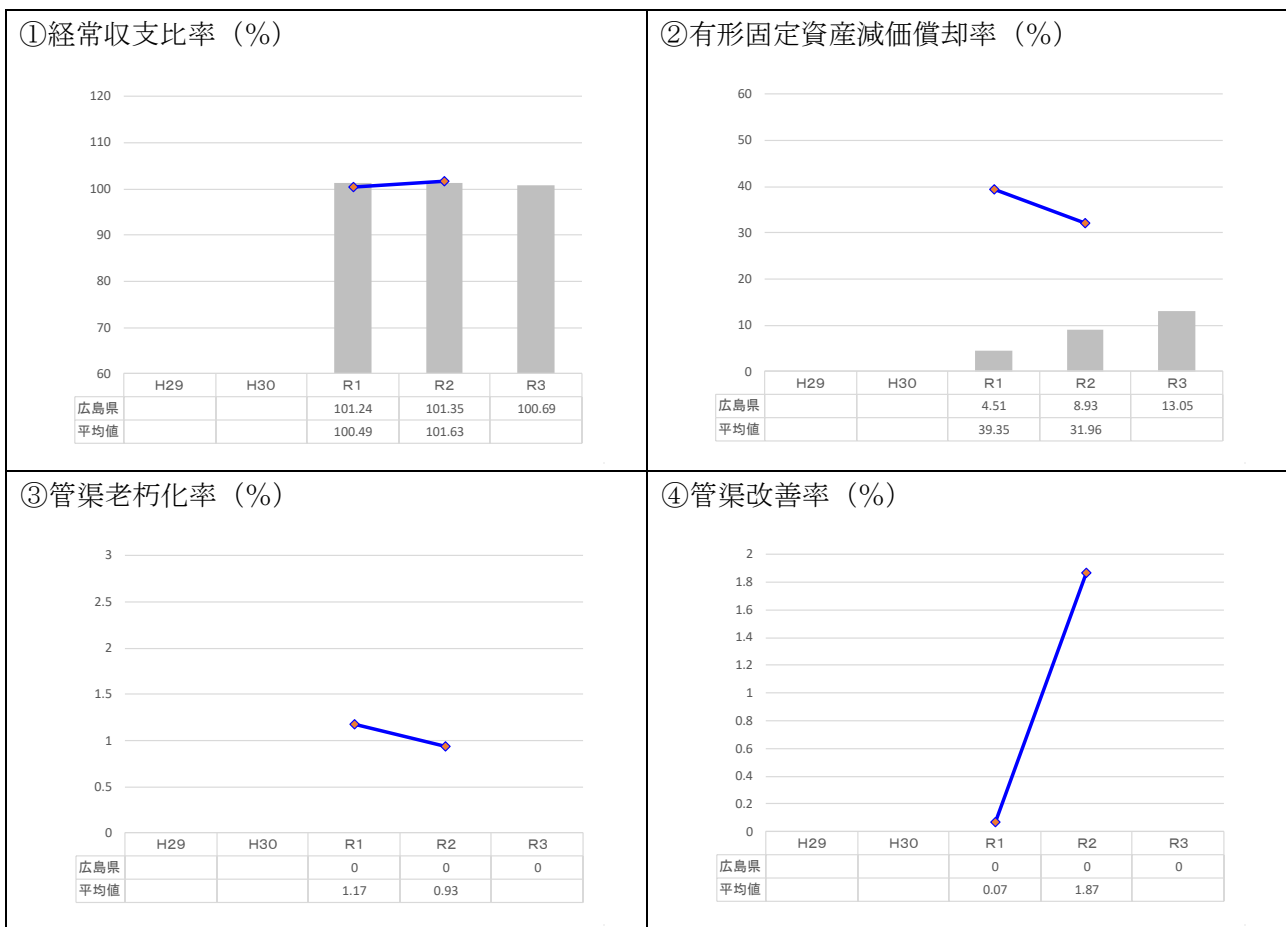 ①経常収支比率(%)
120
110
100
90
80
70
60
H29 H30 R1 R2 R3
広島県 101.24 101.35 100.69
平均値 100.49 101.63
②有形固定資産減価償却率(%)
60
50
40
30
20
10
0
H29 H30 R1 R2 R3
広島県 4.51 8.93 13.05
平均値 39.35 31.96
③管渠老朽化率(%)
3
2.5
2
1.5
1
0.5
0
H29 H30 R1 R2 R3
広島県 0 0 0
平均値 1.17 0.93
④管渠改善率(%)
2
1.8
1.6
1.4
1.2
1
0.8
0.6
0.4
0.2
0
H29 H30 R1 R2 R3
広島県 0 0 0
平均値 0.07 1.87